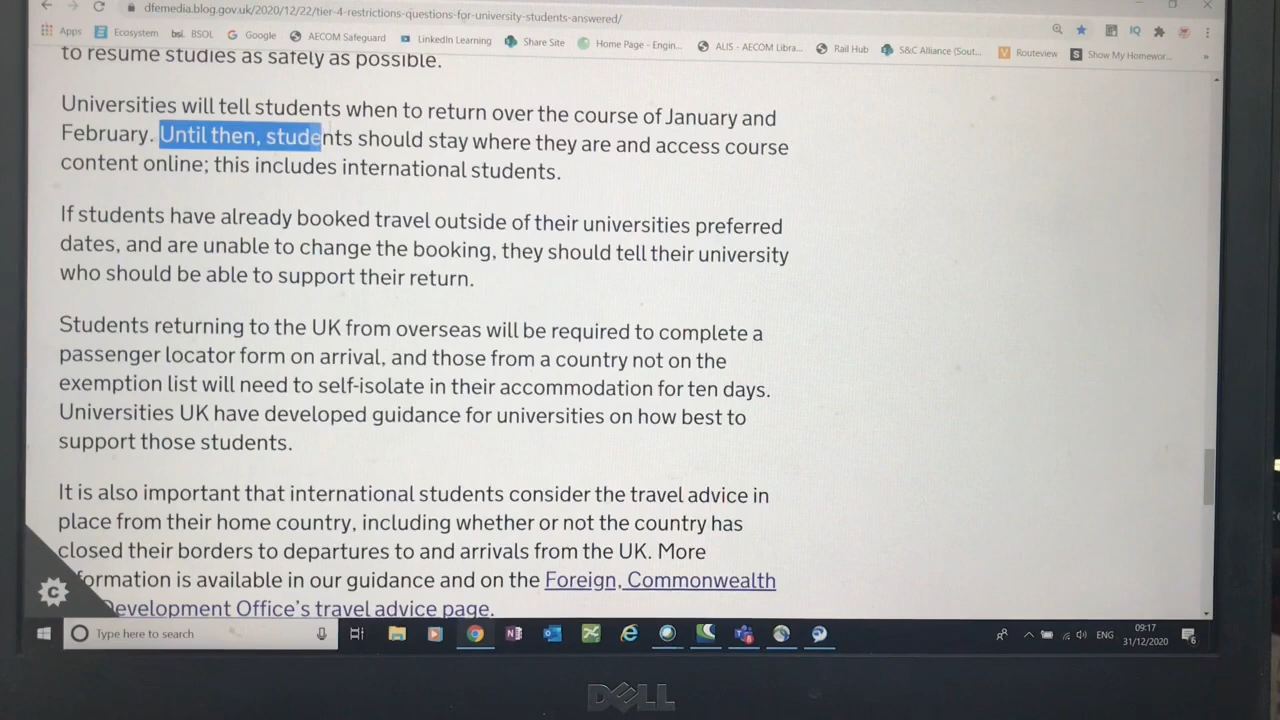 dfemedia.blog.gov.uk/2020/12/22/tier-4-restrictions-questions-for-university-students-answered/
Apps Ecosystem bsi. BSOL Google AECOM Safeguard LinkedIn Learning Share Site Home Page - Engin... ALIS - AECOM Libra... Rail Hub S&C Alliance (Sout... Routeview Show My Homewor... »
to resume studies as safely as possible.
Universities will tell students when to return over the course of January and
February. Until then, students should stay where they are and access course
content online; this includes international students.
If students have already booked travel outside of their universities preferred
dates, and are unable to change the booking, they should tell their university
who should be able to support their return.
Students returning to the UK from overseas will be required to complete a
passenger locator form on arrival, and those from a country not on the
exemption list will need to self-isolate in their accommodation for ten days.
Universities UK have developed guidance for universities on how best to
support those students.
It is also important that international students consider the travel advice in
place from their home country, including whether or not the country has
closed their borders to departures to and arrivals from the UK. More
formation is available in our guidance and on the Foreign, Commonwealth
Development Office's travel advice page.
Type here to search
ENG
09:17
31/12/2020
6
DELL